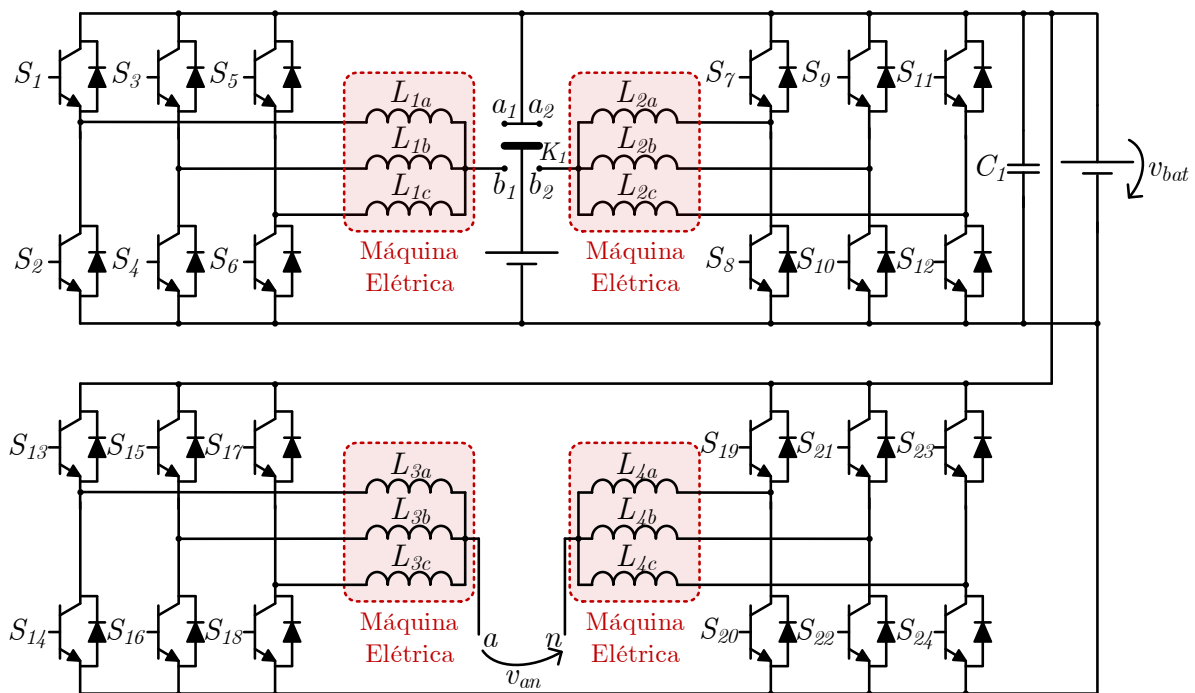 S1 S3 S5 L1a a1 a2 L2a S7 S9 S11
L1b K1 L2b C1 vbat
L1c b1 b2 L2c
S2 S4 S6 Máquina Elétrica Máquina Elétrica S8 S10 S12
S13 S15 S17 L3a L4a S19 S21 S23
L3b L4b
L3c L4c
S14 S16 S18 Máquina Elétrica a n Máquina Elétrica S20 S22 S24
van